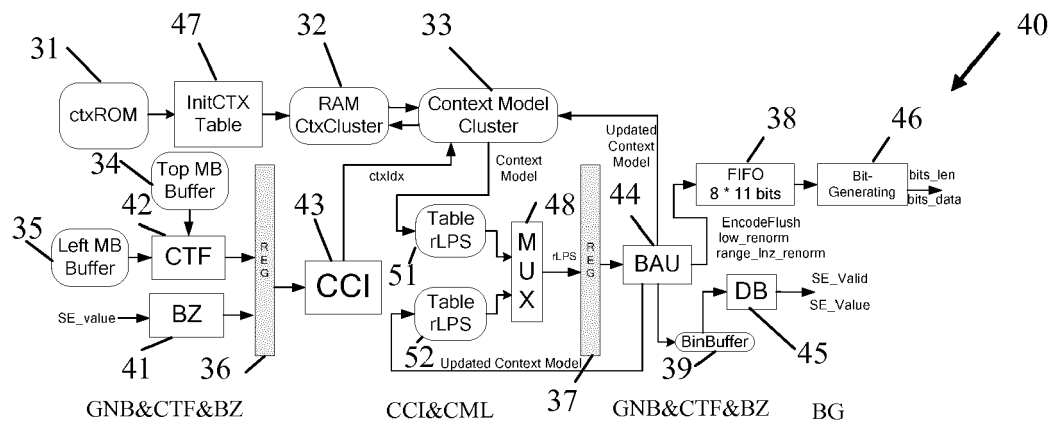 40
31
47
32
33
ctxROM
InitCTX
Table
RAM
CtxCluster
Context Model
Cluster
34
Top MB
Buffer
42
35
Left MB
Buffer
CTF
SE_value
BZ
41
REG
36
43
CCI
ctxIdx
Context
Model
Table
rLPS
51
Table
rLPS
52
48
MUX
rLPS
REG
37
Updated Context Model
Updated
Context
Model
44
BAU
38
FIFO
8 * 11 bits
46
Bit-
Generating
bits_len
bits_data
EncodeFlush
low_renorm
range_lnz_renorm
DB
SE_Valid
SE_Value
45
BinBuffer
39
GNB&CTF&BZ
CCI&CML
GNB&CTF&BZ
BG